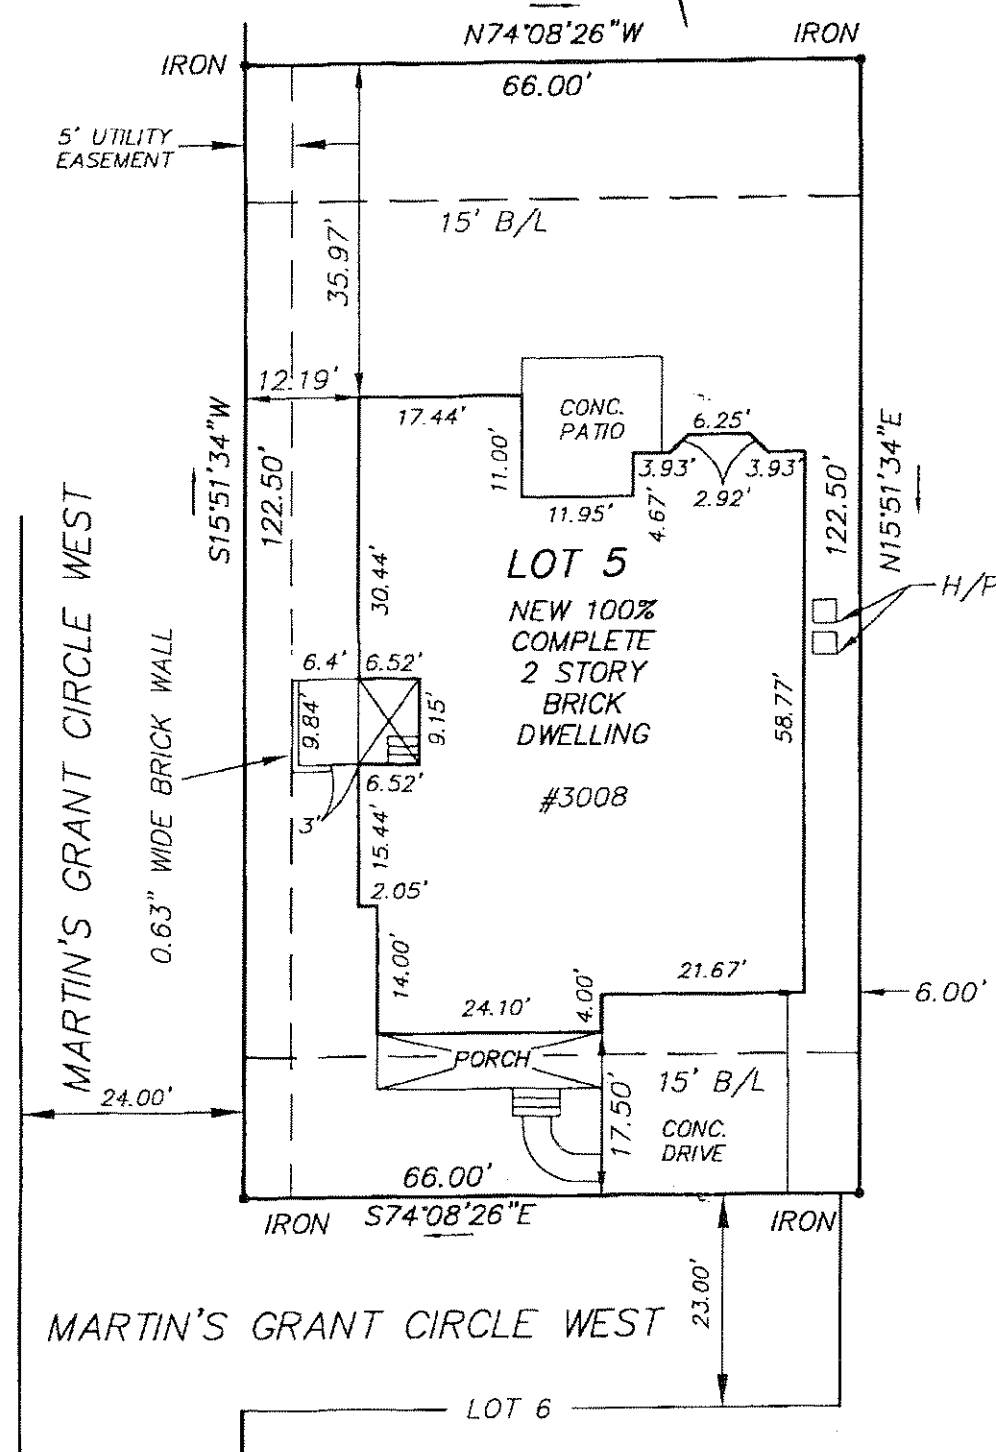 N74°08'26"W
IRON
IRON
66.00'
5' UTILITY
EASEMENT
15' B/L
35.97'
12.19'
17.44'
CONC.
PATIO
6.25'
11.00'
3.93'
3.93'
2.92'
11.95'
4.67'
S15°51'34"W
122.50'
122.50'
N15°51'34"E
LOT 5
NEW 100%
COMPLETE
2 STORY
BRICK
DWELLING
#3008
H/P
30.44'
6.4'
6.52'
9.84'
9.15'
6.52'
3'
58.77'
MARTIN'S GRANT CIRCLE WEST
0.63" WIDE BRICK WALL
15.44'
2.05'
14.00'
24.10'
4.00'
21.67'
6.00'
PORCH
15' B/L
24.00'
17.50'
CONC.
DRIVE
66.00'
IRON
S74°08'26"E
IRON
23.00'
MARTIN'S GRANT CIRCLE WEST
LOT 6